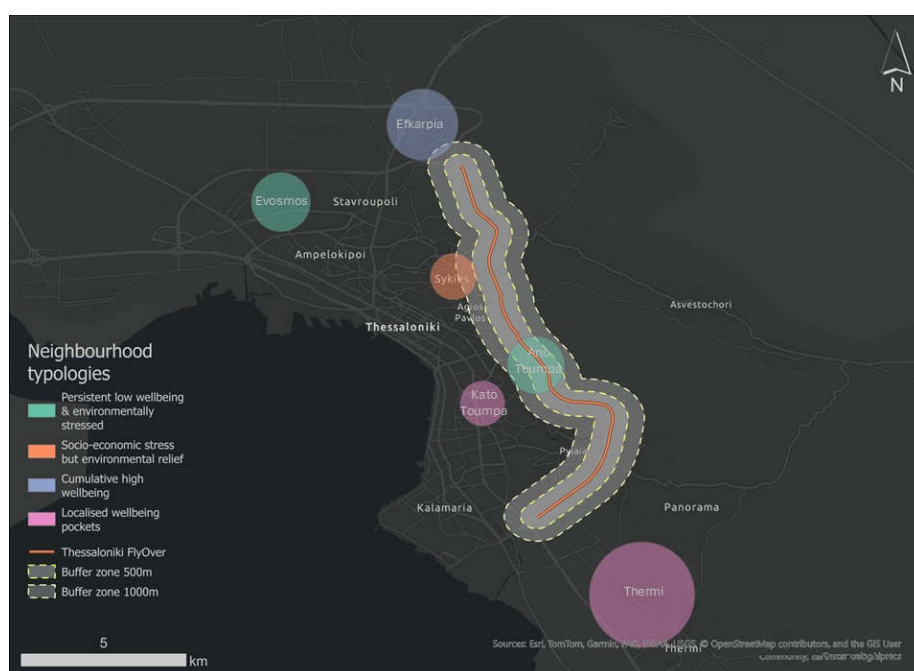 N
Efkarpia
Evosmos
Stavroupoli
Ampelokipoi
Sykies
Agios
Pavlos
Asvestochori
Thessaloniki
Ano
Toumpa
Kato
Toumpa
Pylaia
Kalamaria
Panorama
Thermi
Thermi
Neighbourhood
typologies
Persistent low wellbeing
& environmentally
stressed
Socio-economic stress
but environmental relief
Cumulative high
wellbeing
Localised wellbeing
pockets
Thessaloniki FlyOver
Buffer zone 500m
Buffer zone 1000m
5
km
Sources: Esri, TomTom, Garmin, USGS, © OpenStreetMap contributors, and the GIS User
Community,